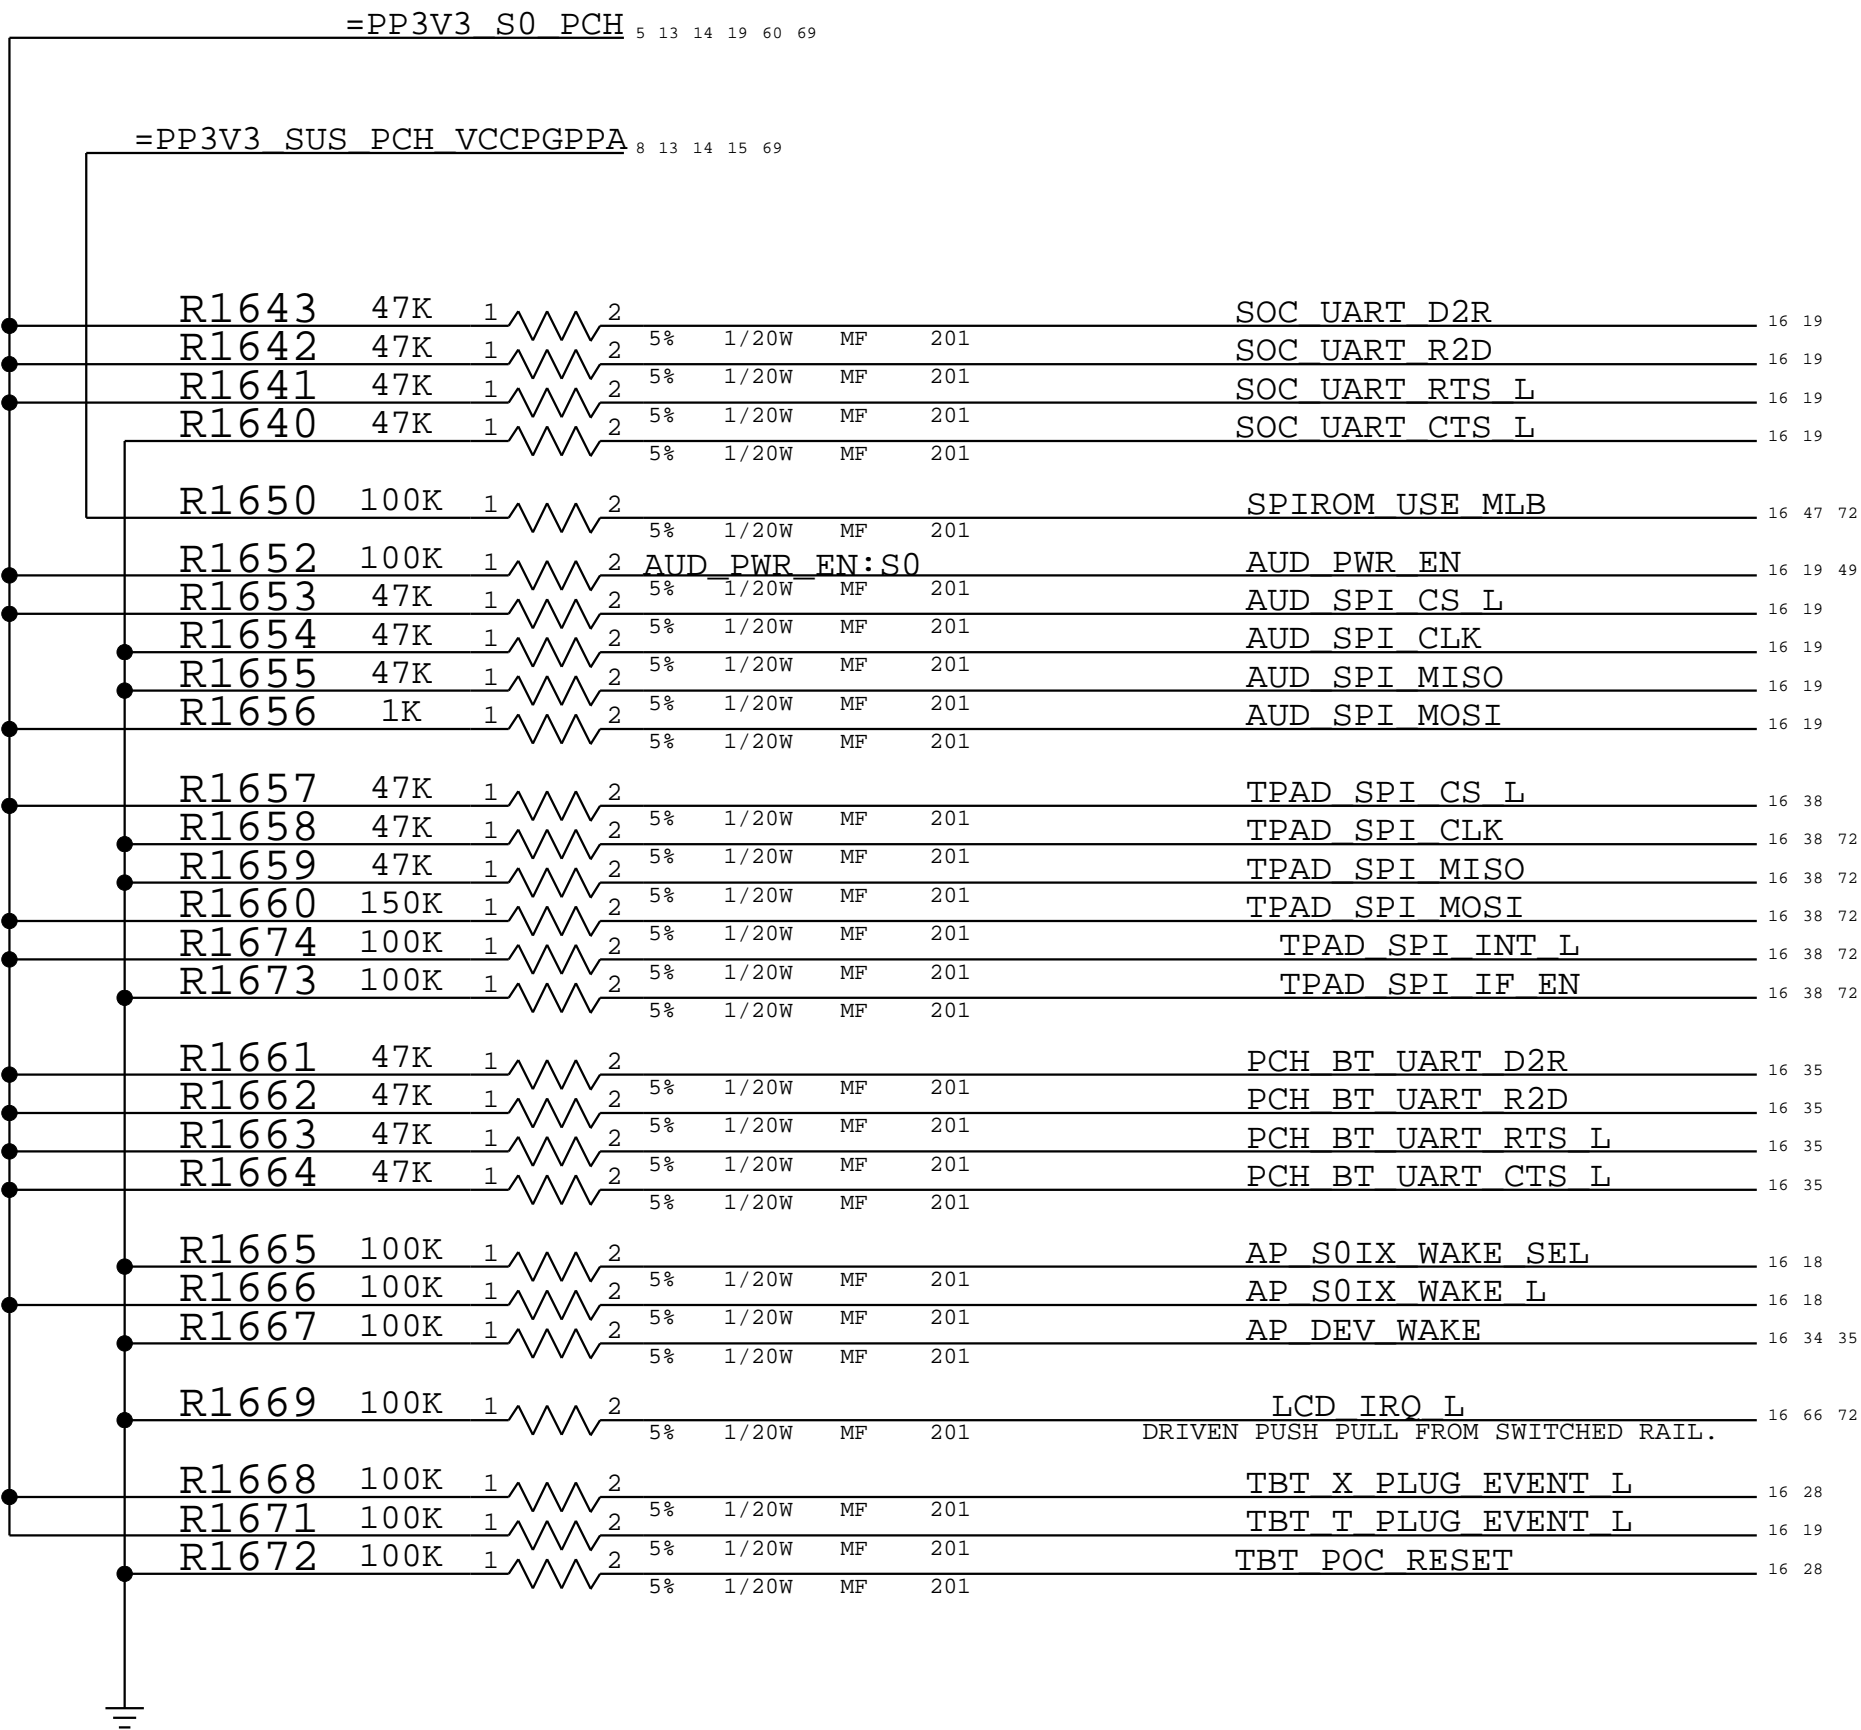 =PP3V3_S0_PCH 5 13 14 19 60 69
=PP3V3_SUS_PCH_VCCPGPPA 8 13 14 15 69
R1643 47K 1 2 SOC_UART_D2R 16 19
5% 1/20W MF 201
R1642 47K 1 2 SOC_UART_R2D 16 19
5% 1/20W MF 201
R1641 47K 1 2 SOC_UART_RTS_L 16 19
5% 1/20W MF 201
R1640 47K 1 2 SOC_UART_CTS_L 16 19
5% 1/20W MF 201
R1650 100K 1 2 SPIROM_USE_MLB 16 47 72
5% 1/20W MF 201
R1652 100K 1 2 AUD_PWR_EN:S0 AUD_PWR_EN 16 19 49
5% 1/20W MF 201
R1653 47K 1 2 AUD_SPI_CS_L 16 19
5% 1/20W MF 201
R1654 47K 1 2 AUD_SPI_CLK 16 19
5% 1/20W MF 201
R1655 47K 1 2 AUD_SPI_MISO 16 19
5% 1/20W MF 201
R1656 1K 1 2 AUD_SPI_MOSI 16 19
5% 1/20W MF 201
R1657 47K 1 2 TPAD_SPI_CS_L 16 38
5% 1/20W MF 201
R1658 47K 1 2 TPAD_SPI_CLK 16 38 72
5% 1/20W MF 201
R1659 47K 1 2 TPAD_SPI_MISO 16 38 72
5% 1/20W MF 201
R1660 150K 1 2 TPAD_SPI_MOSI 16 38 72
5% 1/20W MF 201
R1674 100K 1 2 TPAD_SPI_INT_L 16 38 72
5% 1/20W MF 201
R1673 100K 1 2 TPAD_SPI_IF_EN 16 38 72
5% 1/20W MF 201
R1661 47K 1 2 PCH_BT_UART_D2R 16 35
5% 1/20W MF 201
R1662 47K 1 2 PCH_BT_UART_R2D 16 35
5% 1/20W MF 201
R1663 47K 1 2 PCH_BT_UART_RTS_L 16 35
5% 1/20W MF 201
R1664 47K 1 2 PCH_BT_UART_CTS_L 16 35
5% 1/20W MF 201
R1665 100K 1 2 AP_S0IX_WAKE_SEL 16 18
5% 1/20W MF 201
R1666 100K 1 2 AP_S0IX_WAKE_L 16 18
5% 1/20W MF 201
R1667 100K 1 2 AP_DEV_WAKE 16 34 35
5% 1/20W MF 201
R1669 100K 1 2 LCD_IRQ_L 16 66 72
5% 1/20W MF 201 DRIVEN PUSH PULL FROM SWITCHED RAIL.
R1668 100K 1 2 TBT_X_PLUG_EVENT_L 16 28
5% 1/20W MF 201
R1671 100K 1 2 TBT_T_PLUG_EVENT_L 16 19
5% 1/20W MF 201
R1672 100K 1 2 TBT_POC_RESET 16 28
5% 1/20W MF 201